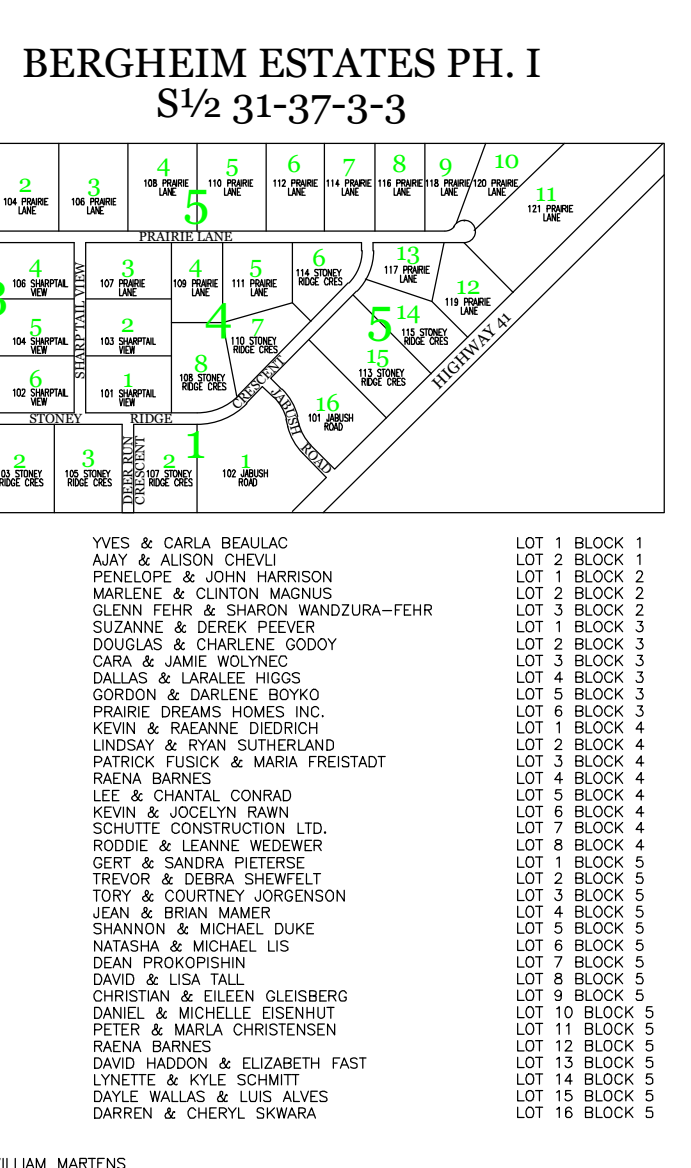 BERGHEIM ESTATES PH. I
S½ 31-37-3-3
2
104 PRAIRIE
LANE
3
106 PRAIRIE
LANE
4
108 PRAIRIE
LANE
5
110 PRAIRIE
LANE
5
6
112 PRAIRIE
LANE
7
114 PRAIRIE
LANE
8
116 PRAIRIE
LANE
9
118 PRAIRIE
LANE
10
120 PRAIRIE
LANE
11
121 PRAIRIE
LANE
PRAIRIE LANE
4
106 SHARPTAIL
VIEW
SHARPTAIL VIEW
3
107 PRAIRIE
LANE
4
109 PRAIRIE
LANE
5
111 PRAIRIE
LANE
6
114 STONEY
RIDGE CRES
13
117 PRAIRIE
LANE
12
119 PRAIRIE
LANE
3
5
104 SHARPTAIL
VIEW
2
103 SHARPTAIL
VIEW
4
7
110 STONEY
RIDGE CRES
5
14
115 STONEY
RIDGE CRES
HIGHWAY 41
6
102 SHARPTAIL
VIEW
1
101 SHARPTAIL
VIEW
8
108 STONEY
RIDGE CRES
CRESCENT
15
113 STONEY
RIDGE CRES
16
101 JABUSH
ROAD
JABUSH ROAD
STONEY RIDGE
2
103 STONEY
RIDGE CRES
3
105 STONEY
RIDGE CRES
DEER RUN
CRESCENT
1
2
107 STONEY
RIDGE CRES
1
102 JABUSH
ROAD
YVES & CARLA BEAULAC LOT 1 BLOCK 1
AJAY & ALISON CHEVLI LOT 2 BLOCK 1
PENELOPE & JOHN HARRISON LOT 1 BLOCK 2
MARLENE & CLINTON MAGNUS LOT 2 BLOCK 2
GLENN FEHR & SHARON WANDZURA-FEHR LOT 3 BLOCK 2
SUZANNE & DEREK PEEVER LOT 1 BLOCK 3
DOUGLAS & CHARLENE GODOY LOT 2 BLOCK 3
CARA & JAMIE WOLYNEC LOT 3 BLOCK 3
DALLAS & LARALEE HIGGS LOT 4 BLOCK 3
GORDON & DARLENE BOYKO LOT 5 BLOCK 3
PRAIRIE DREAMS HOMES INC. LOT 6 BLOCK 3
KEVIN & RAEANNE DIEDRICH LOT 1 BLOCK 4
LINDSAY & RYAN SUTHERLAND LOT 2 BLOCK 4
PATRICK FUSICK & MARIA FREISTADT LOT 3 BLOCK 4
RAENA BARNES LOT 4 BLOCK 4
LEE & CHANTAL CONRAD LOT 5 BLOCK 4
KEVIN & JOCELYN RAWN LOT 6 BLOCK 4
SCHUTTE CONSTRUCTION LTD. LOT 7 BLOCK 4
RODDIE & LEANNE WEDEWER LOT 8 BLOCK 4
GERT & SANDRA PIETERSE LOT 1 BLOCK 5
TREVOR & DEBRA SHEWFELT LOT 2 BLOCK 5
TORY & COURTNEY JORGENSON LOT 3 BLOCK 5
JEAN & BRIAN MAMER LOT 4 BLOCK 5
SHANNON & MICHAEL DUKE LOT 5 BLOCK 5
NATASHA & MICHAEL LIS LOT 6 BLOCK 5
DEAN PROKOPISHIN LOT 7 BLOCK 5
DAVID & LISA TALL LOT 8 BLOCK 5
CHRISTIAN & EILEEN GLEISBERG LOT 9 BLOCK 5
DANIEL & MICHELLE EISENHUT LOT 10 BLOCK 5
PETER & MARLA CHRISTENSEN LOT 11 BLOCK 5
RAENA BARNES LOT 12 BLOCK 5
DAVID HADDON & ELIZABETH FAST LOT 13 BLOCK 5
LYNETTE & KYLE SCHMITT LOT 14 BLOCK 5
DAYLE WALLAS & LUIS ALVES LOT 15 BLOCK 5
DARREN & CHERYL SKWARA LOT 16 BLOCK 5
WILLIAM MARTENS